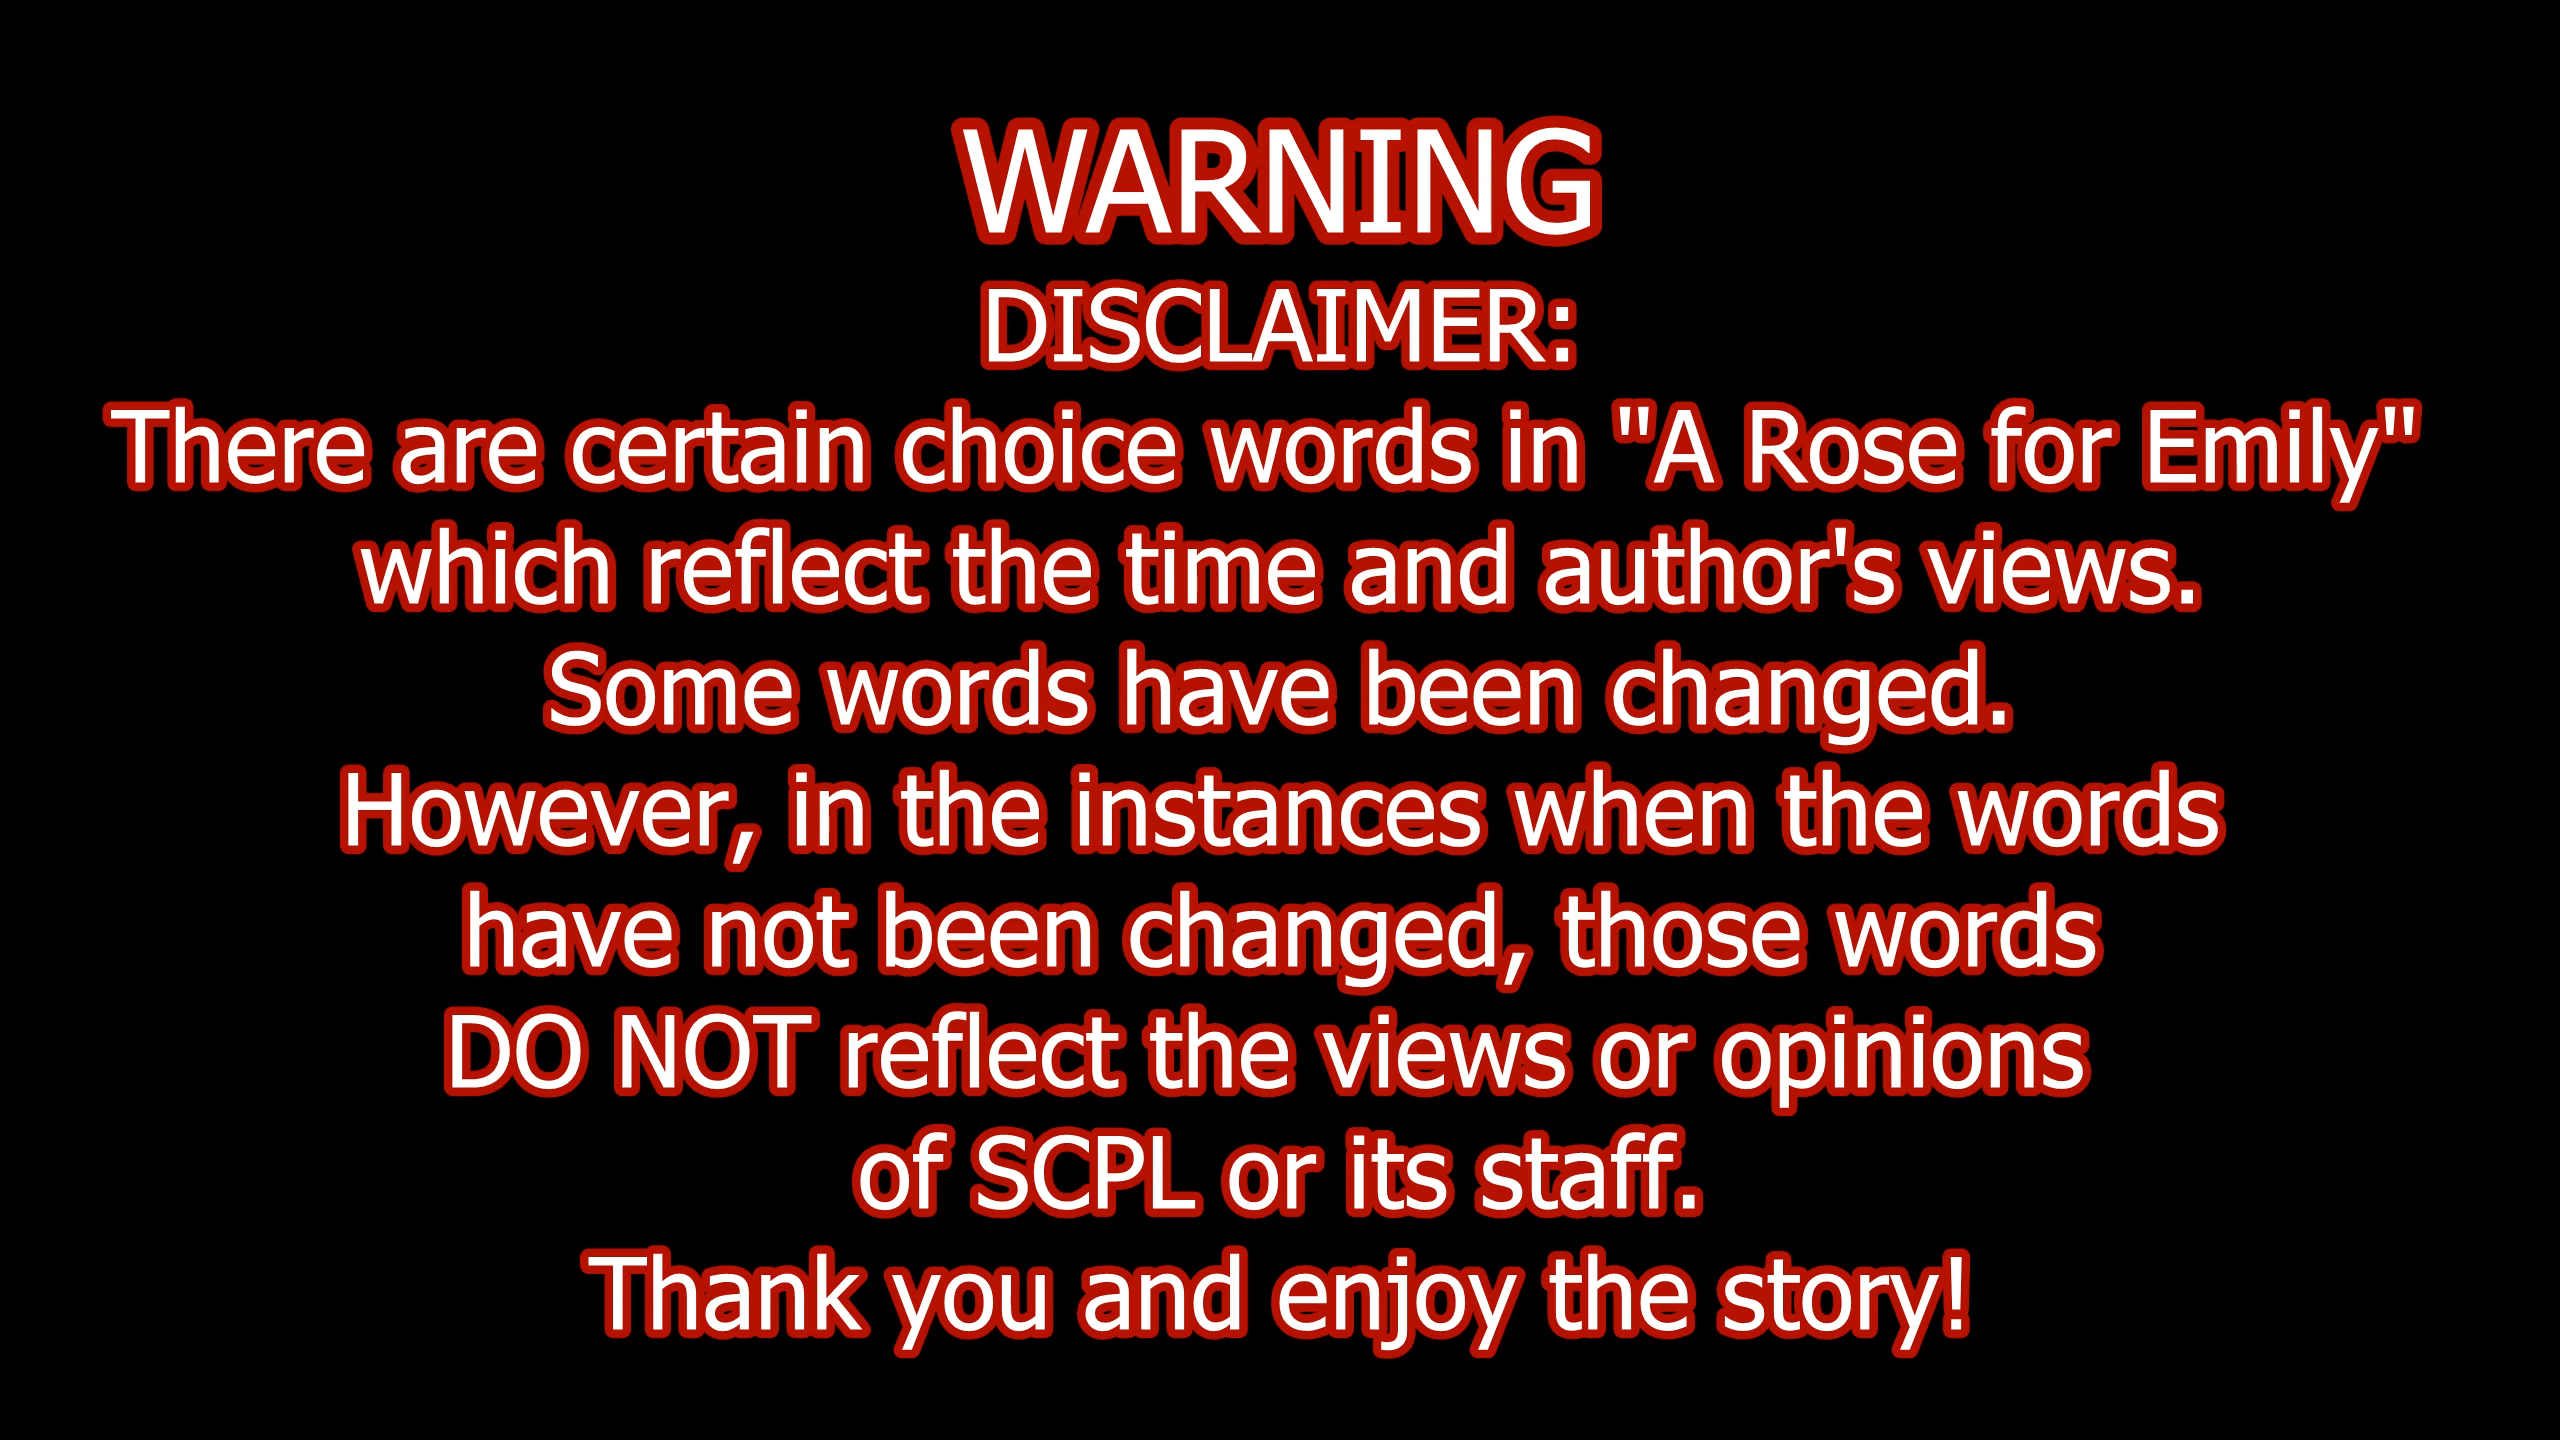 WARNING
DISCLAIMER:
There are certain choice words in "A Rose for Emily"
which reflect the time and author's views.
Some words have been changed.
However, in the instances when the words
have not been changed, those words
DO NOT reflect the views or opinions
of SCPL or its staff.
Thank you and enjoy the story!